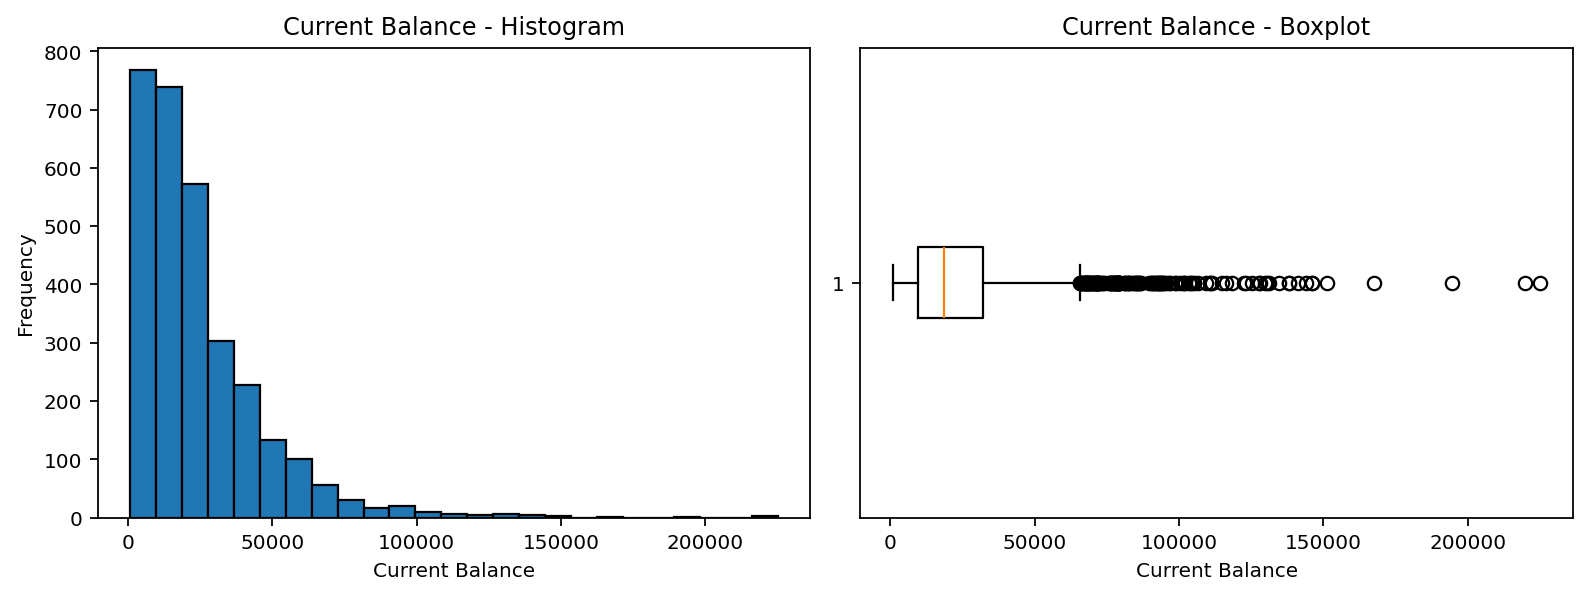 Current Balance - Histogram
800
700
600
500
400
300
200
100
0
Frequency
0 50000 100000 150000 200000
Current Balance
Current Balance - Boxplot
1
0 50000 100000 150000 200000
Current Balance